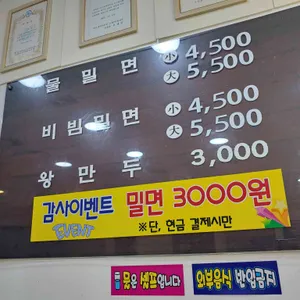 물밀면 小 4,500
大 5,500
비빔밀면 小 4,500
大 5,500
왕만두 3,000
감사이벤트 밀면 3000원
EVENT ※단, 현금 결제시만
물은 셀프입니다
외부음식 반입금지